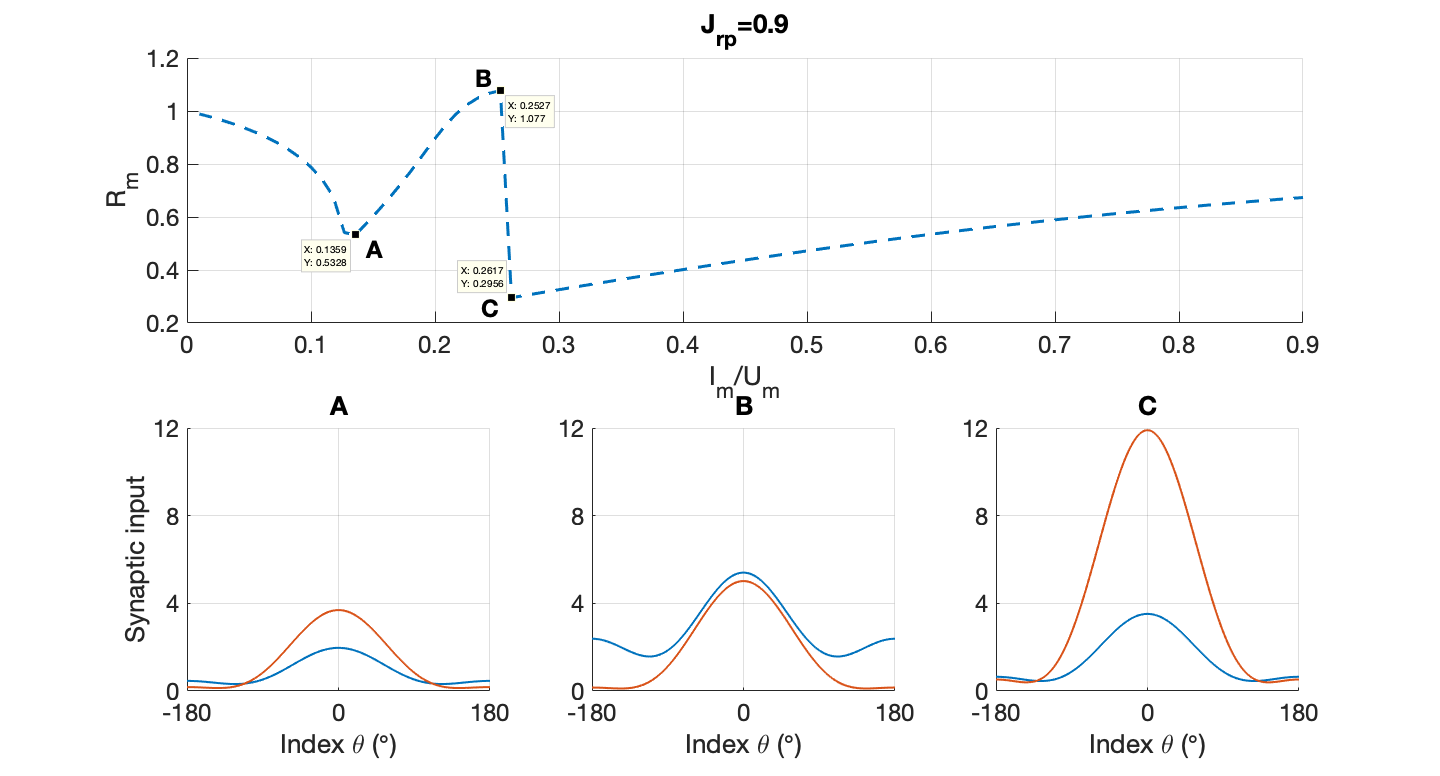 J_rp=0.9
1.2
1
0.8
0.6
0.4
0.2
R_m
B
X: 0.2527
Y: 1.077
X: 0.1359
Y: 0.5328
A
X: 0.2617
Y: 0.2956
C
0 0.1 0.2 0.3 0.4 0.5 0.6 0.7 0.8 0.9
I_m/U_m
A B C
Synaptic input
12 12 12
8 8 8
4 4 4
0 0 0
-180 0 180 -180 0 180 -180 0 180
Index θ (°) Index θ (°) Index θ (°)